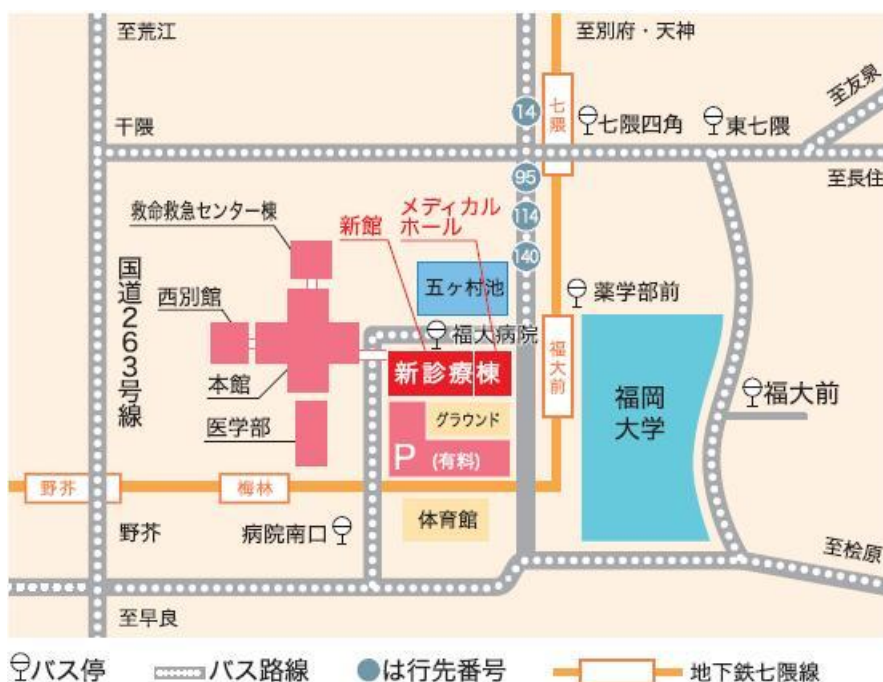 至荒江
至別府・天神
至友泉
14
七隈
七隈四角
東七隈
干隈
至長住
95
救命救急センター棟
新館
メディカル
ホール
114
140
国道263号線
西別館
五ヶ村池
薬学部前
福大病院
福大前
新診療棟
本館
福岡
大学
福大前
医学部
グラウンド
P (有料)
野芥
梅林
体育館
野芥
病院南口
至桧原
至早良
バス停
バス路線
は行先番号
地下鉄七隈線